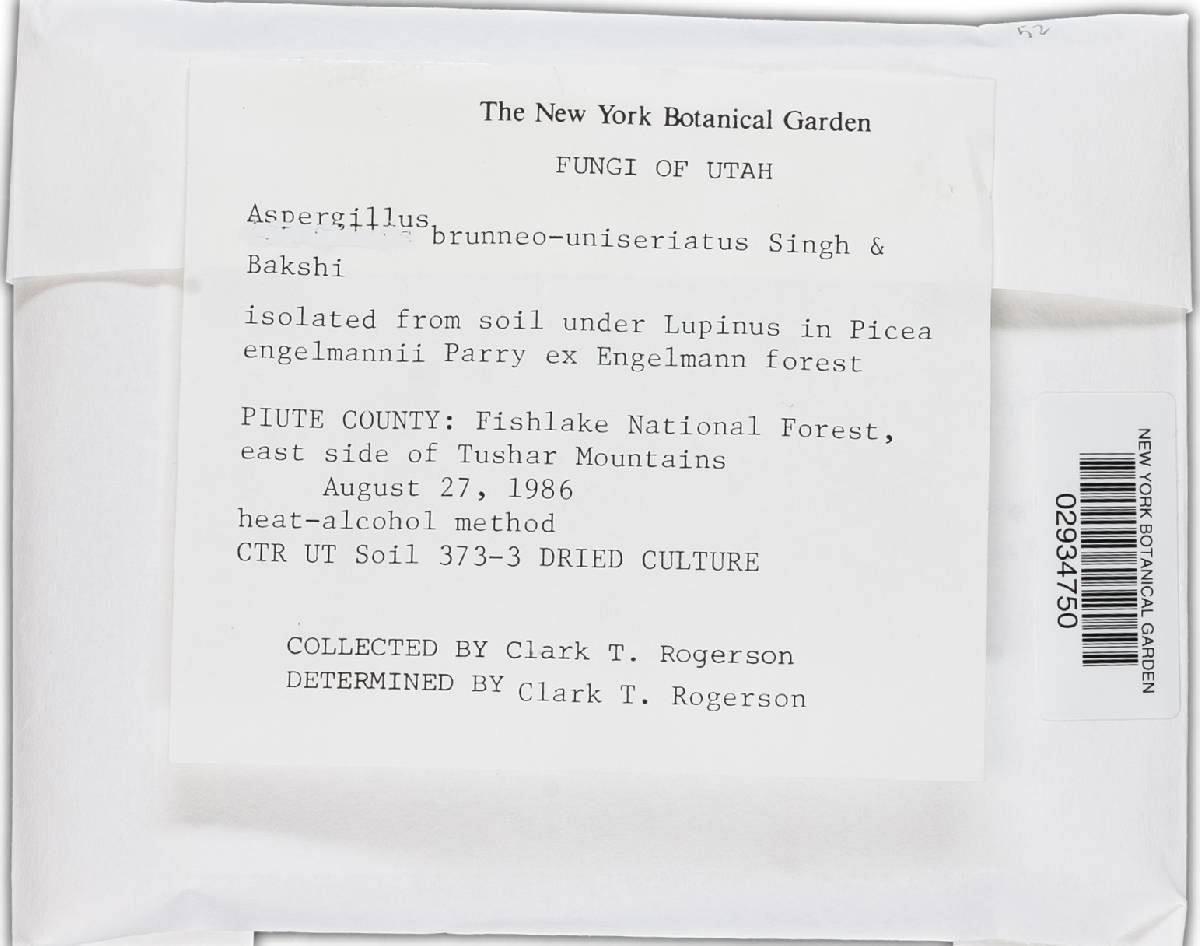 52
The New York Botanical Garden
FUNGI OF UTAH
Aspergillus
brunneo-uniseriatus Singh &
Bakshi
isolated from soil under Lupinus in Picea
engelmannii Parry ex Engelmann forest
PIUTE COUNTY: Fishlake National Forest,
east side of Tushar Mountains
August 27, 1986
heat-alcohol method
CTR UT Soil 373-3 DRIED CULTURE
COLLECTED BY Clark T. Rogerson
DETERMINED BY Clark T. Rogerson
NEW YORK BOTANICAL GARDEN
02934750